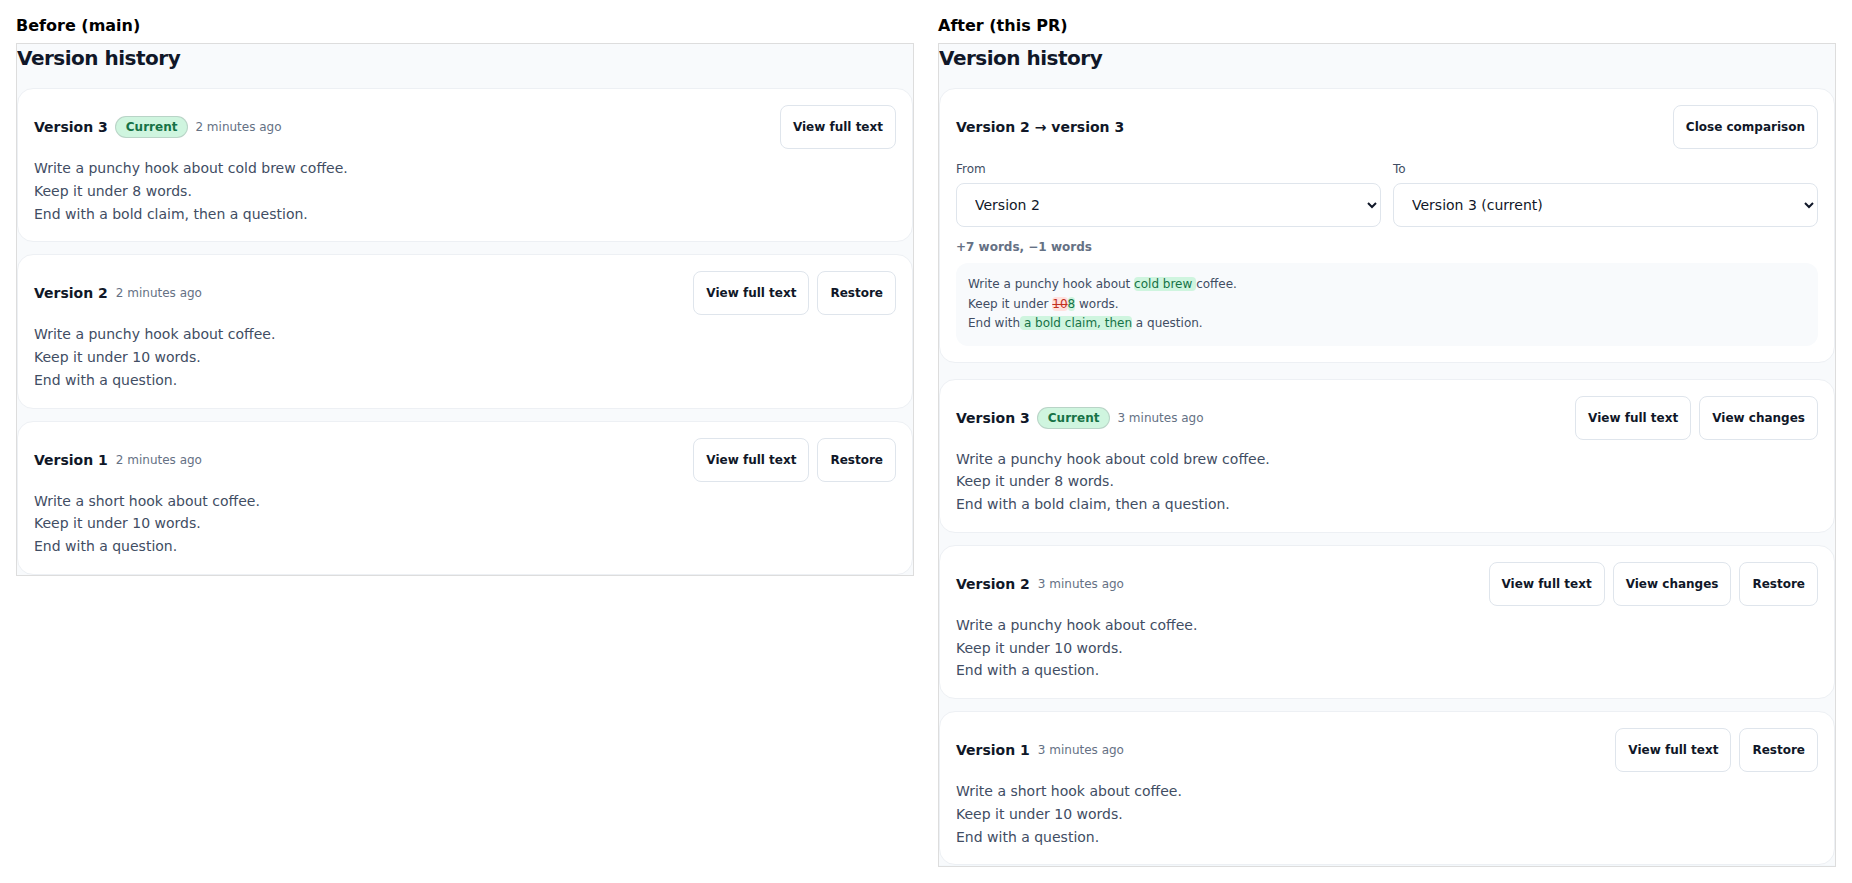 Before (main)
Version history
Version 3 Current 2 minutes ago View full text
Write a punchy hook about cold brew coffee.
Keep it under 8 words.
End with a bold claim, then a question.
Version 2 2 minutes ago View full text Restore
Write a punchy hook about coffee.
Keep it under 10 words.
End with a question.
Version 1 2 minutes ago View full text Restore
Write a short hook about coffee.
Keep it under 10 words.
End with a question.
After (this PR)
Version history
Version 2 → version 3 Close comparison
From To
Version 2 Version 3 (current)
+7 words, −1 words
Write a punchy hook about cold brew coffee.
Keep it under 108 words.
End with a bold claim, then a question.
Version 3 Current 3 minutes ago View full text View changes
Write a punchy hook about cold brew coffee.
Keep it under 8 words.
End with a bold claim, then a question.
Version 2 3 minutes ago View full text View changes Restore
Write a punchy hook about coffee.
Keep it under 10 words.
End with a question.
Version 1 3 minutes ago View full text Restore
Write a short hook about coffee.
Keep it under 10 words.
End with a question.